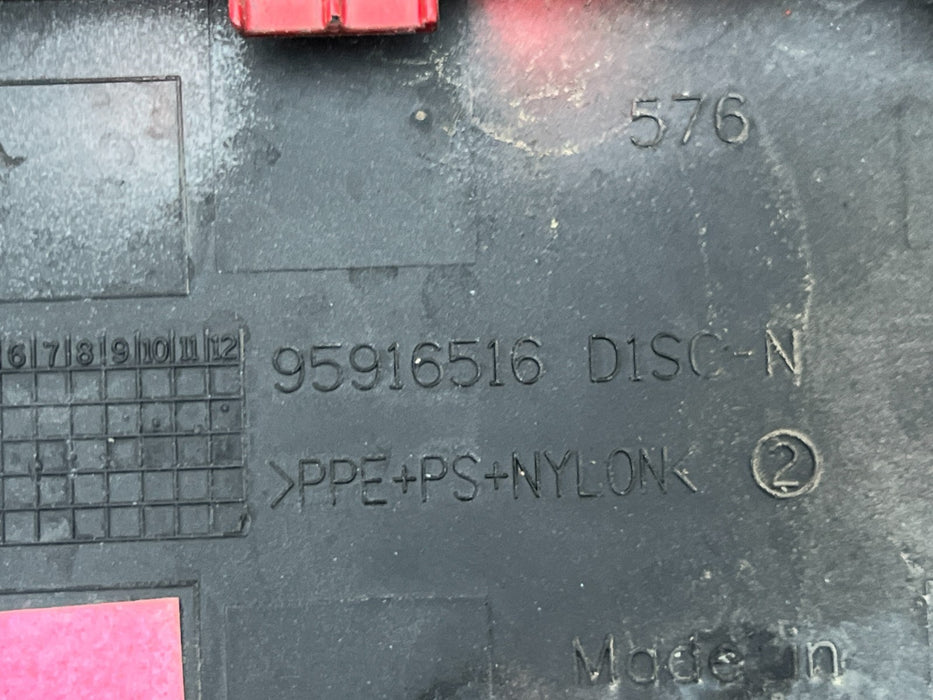 576
6 7 8 9 10 11 12
95916516 D1SC-N
>PPE+PS+NYLON< 2
Made in